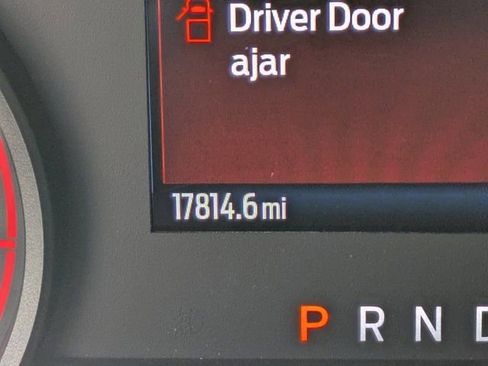 Driver Door
ajar
17814.6 mi
P R N D